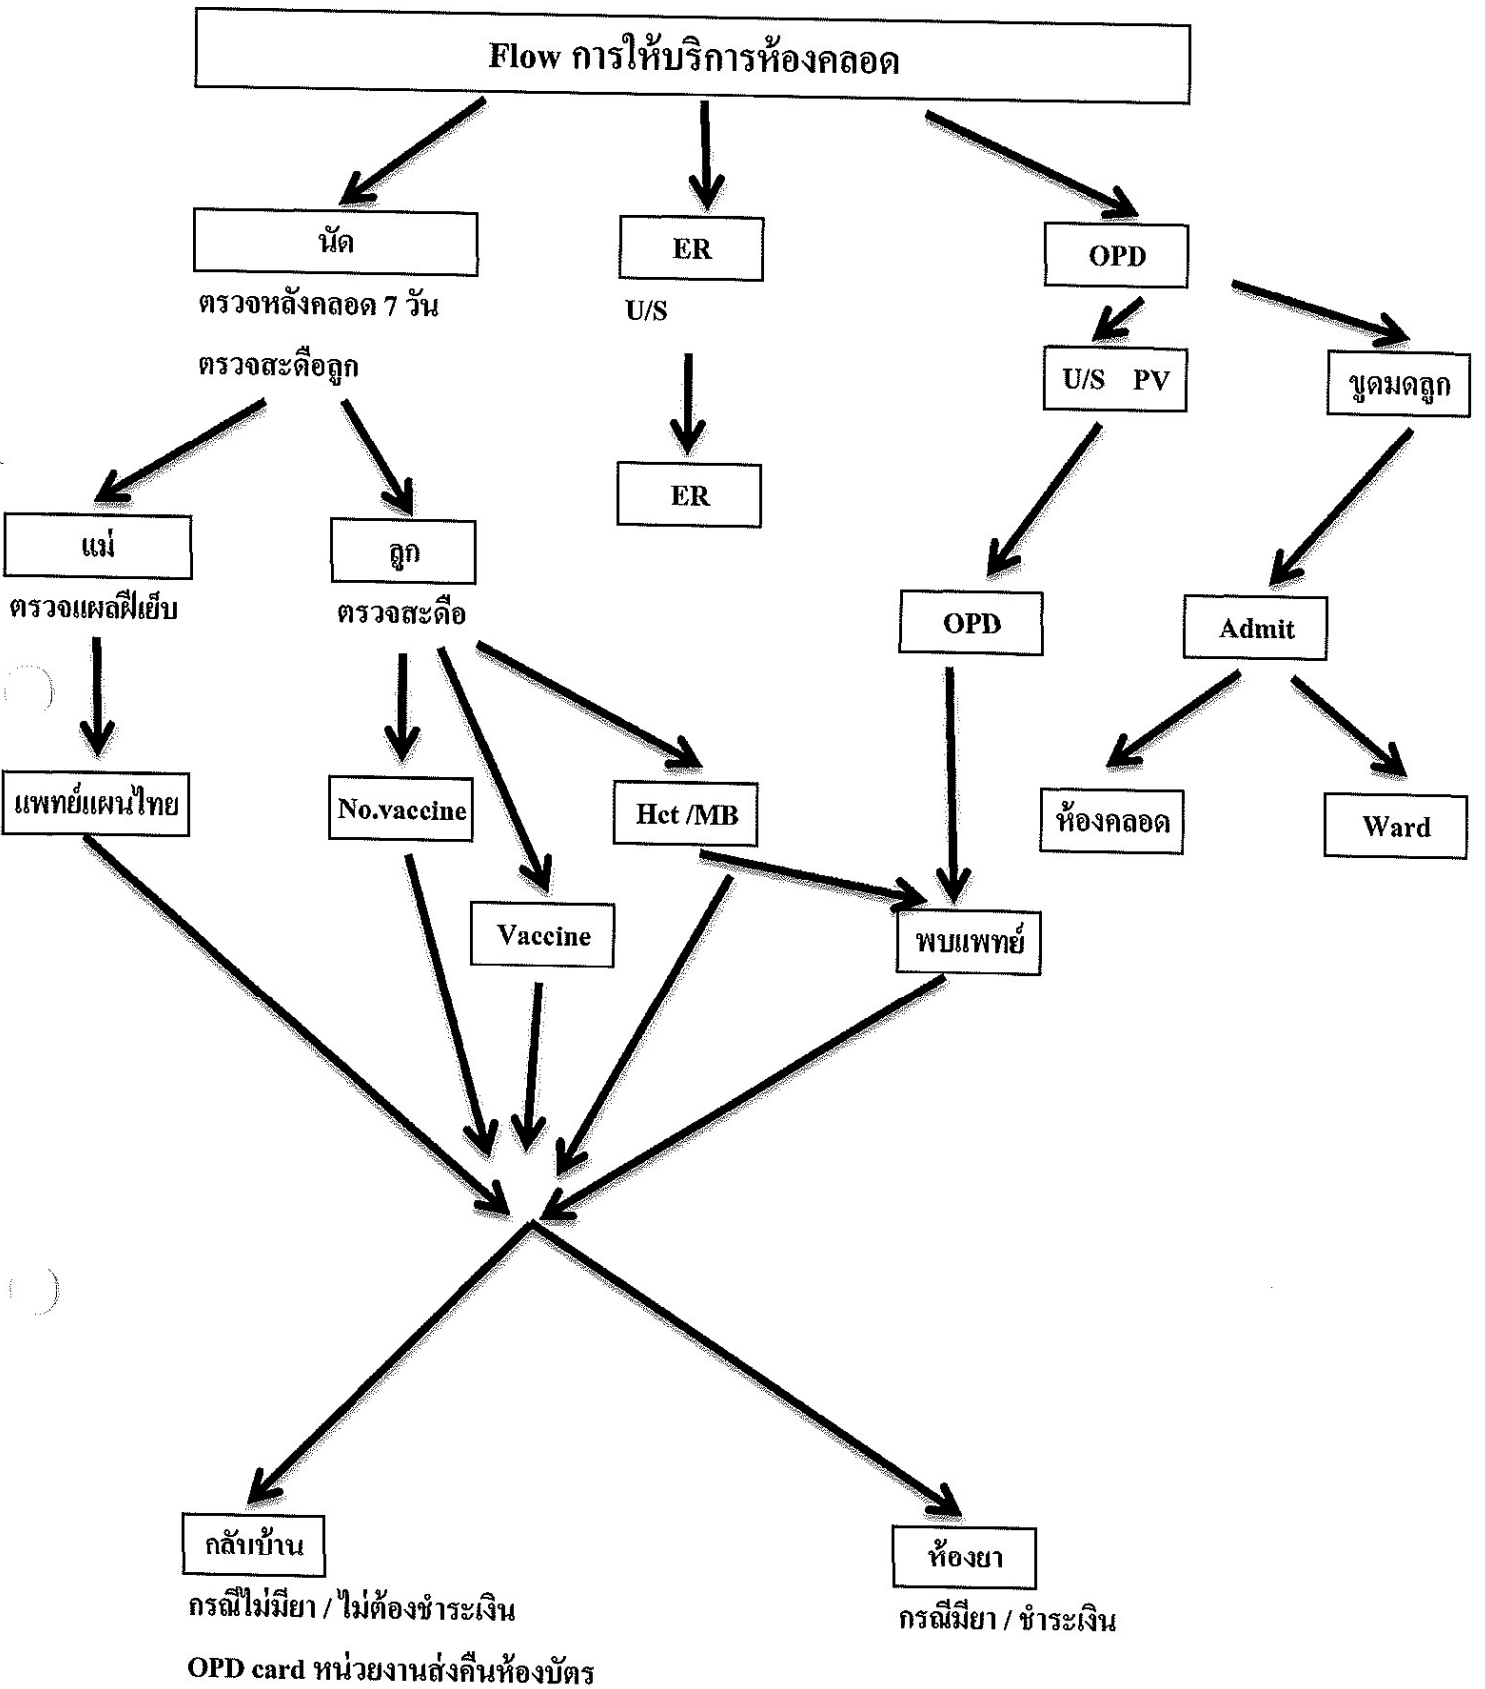 Flow การให้บริการห้องคลอด
นัด
ER
OPD
ตรวจหลังคลอด 7 วัน
U/S
ตรวจสะดือลูก
U/S PV
ขูดมดลูก
ER
แม่
ลูก
ตรวจแผลฝีเย็บ
ตรวจสะดือ
OPD
Admit
แพทย์แผนไทย
No.vaccine
Hct /MB
ห้องคลอด
Ward
Vaccine
พบแพทย์
กลับบ้าน
ห้องยา
กรณีไม่มียา / ไม่ต้องชำระเงิน
กรณีมียา / ชำระเงิน
OPD card หน่วยงานส่งคืนห้องบัตร